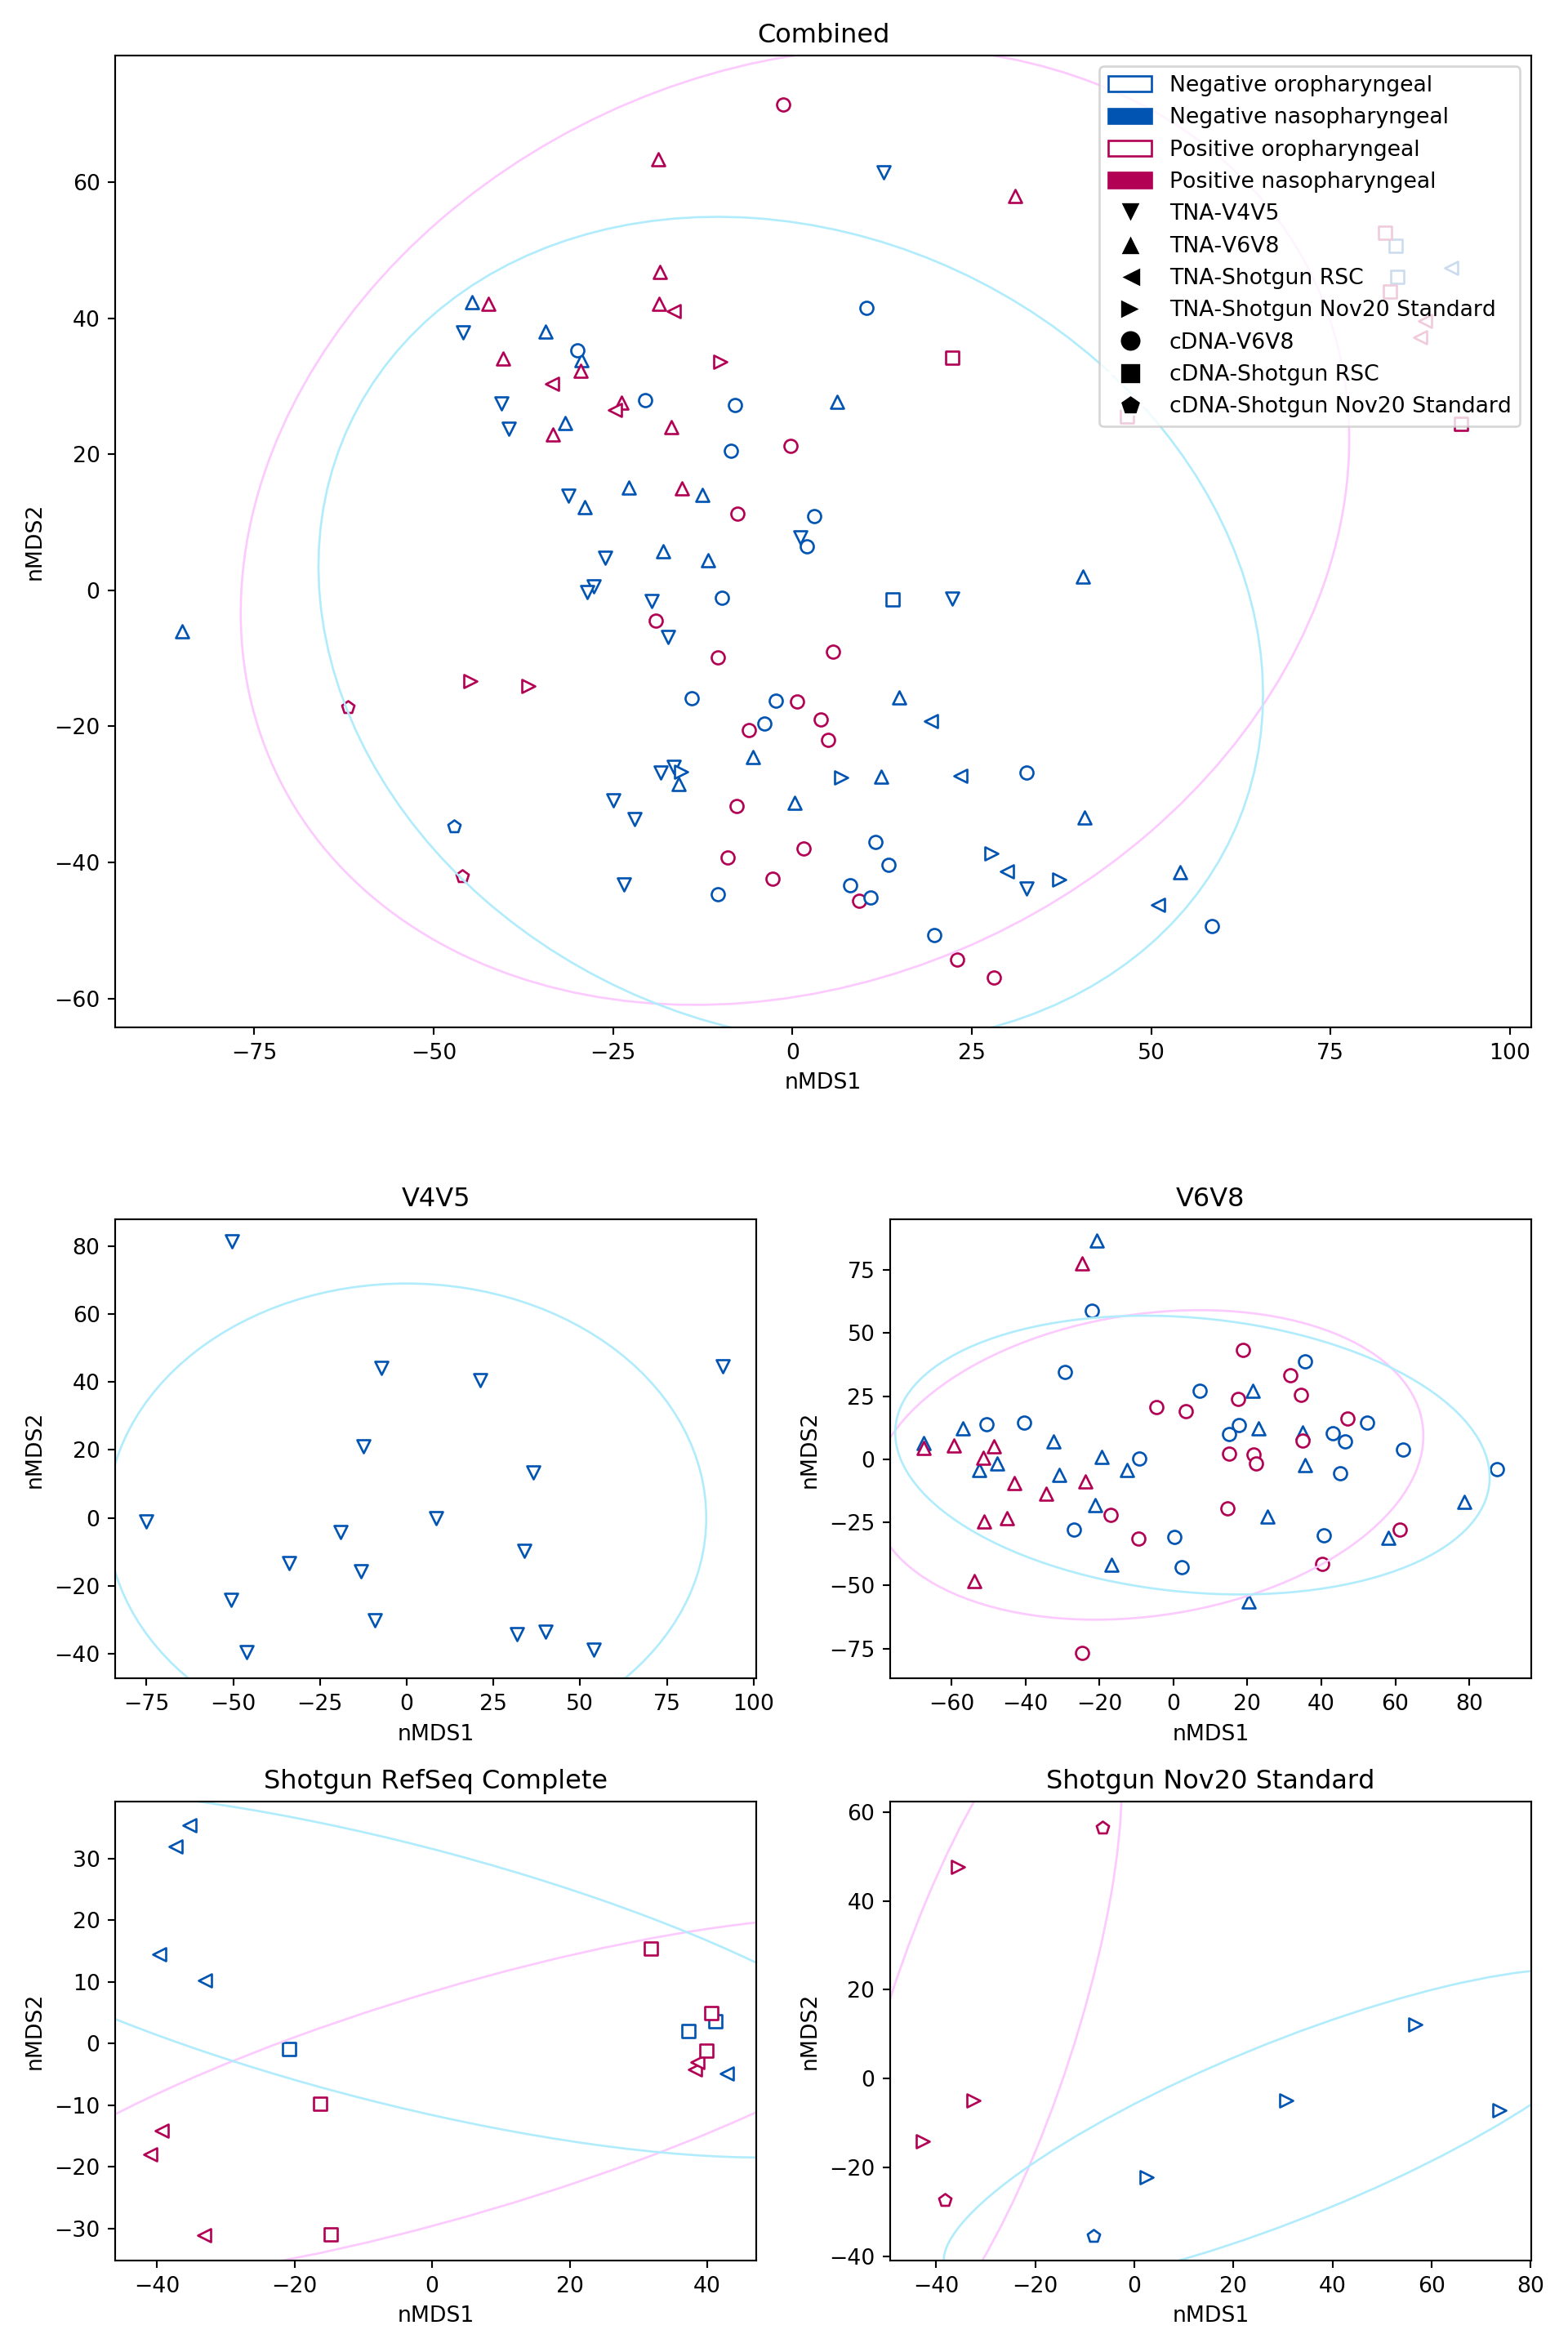 Combined
Negative oropharyngeal
Negative nasopharyngeal
Positive oropharyngeal
Positive nasopharyngeal
TNA-V4V5
TNA-V6V8
TNA-Shotgun RSC
TNA-Shotgun Nov20 Standard
cDNA-V6V8
cDNA-Shotgun RSC
cDNA-Shotgun Nov20 Standard
60
40
20
0
−20
−40
−60
nMDS2
−75 −50 −25 0 25 50 75 100
nMDS1
V4V5
80
60
40
20
0
−20
−40
nMDS2
−75 −50 −25 0 25 50 75 100
nMDS1
V6V8
75
50
25
0
−25
−50
−75
nMDS2
−60 −40 −20 0 20 40 60 80
nMDS1
Shotgun RefSeq Complete
30
20
10
0
−10
−20
−30
nMDS2
−40 −20 0 20 40
nMDS1
Shotgun Nov20 Standard
60
40
20
0
−20
−40
nMDS2
−40 −20 0 20 40 60 80
nMDS1